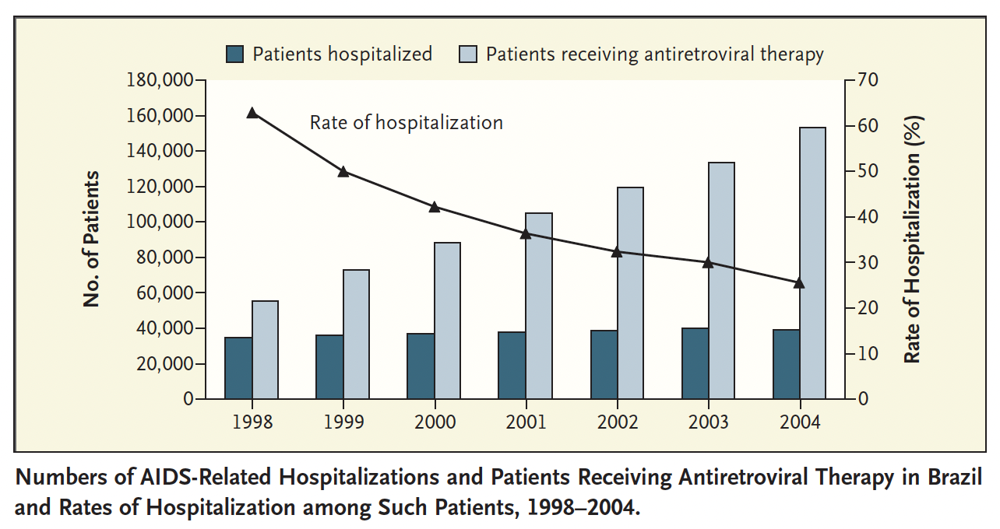 Patients hospitalized
Patients receiving antiretroviral therapy
180,000
160,000
140,000
120,000
100,000
80,000
60,000
40,000
20,000
0
No. of Patients
Rate of hospitalization
70
60
50
40
30
20
10
0
Rate of Hospitalization (%)
1998 1999 2000 2001 2002 2003 2004
Numbers of AIDS-Related Hospitalizations and Patients Receiving Antiretroviral Therapy in Brazil
and Rates of Hospitalization among Such Patients, 1998–2004.